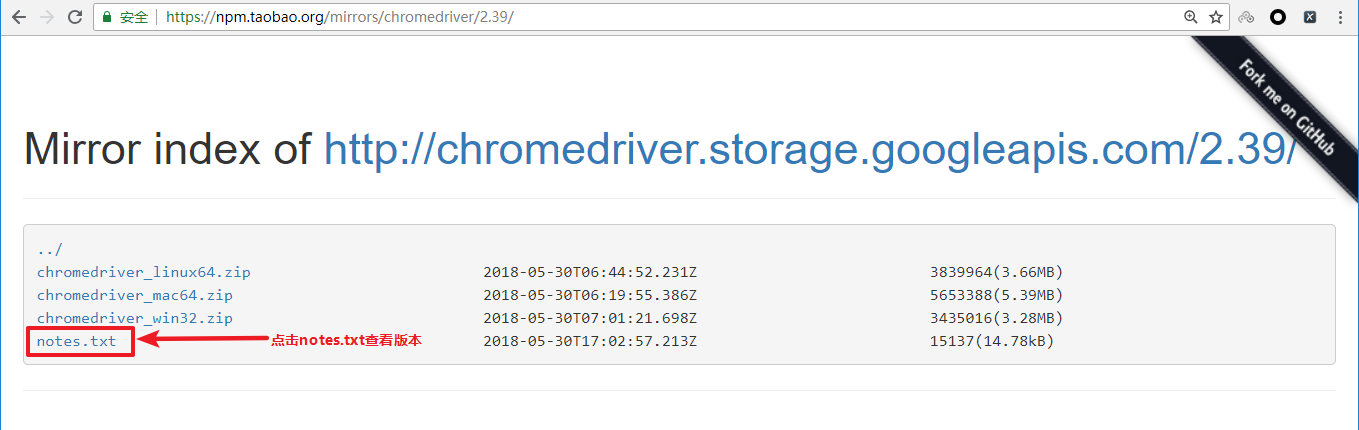 安全 https://npm.taobao.org/mirrors/chromedriver/2.39/
Fork me on GitHub
Mirror index of http://chromedriver.storage.googleapis.com/2.39/
../
chromedriver_linux64.zip 2018-05-30T06:44:52.231Z 3839964(3.66MB)
chromedriver_mac64.zip 2018-05-30T06:19:55.386Z 5653388(5.39MB)
chromedriver_win32.zip 2018-05-30T07:01:21.698Z 3435016(3.28MB)
notes.txt 点击notes.txt查看版本 2018-05-30T17:02:57.213Z 15137(14.78kB)